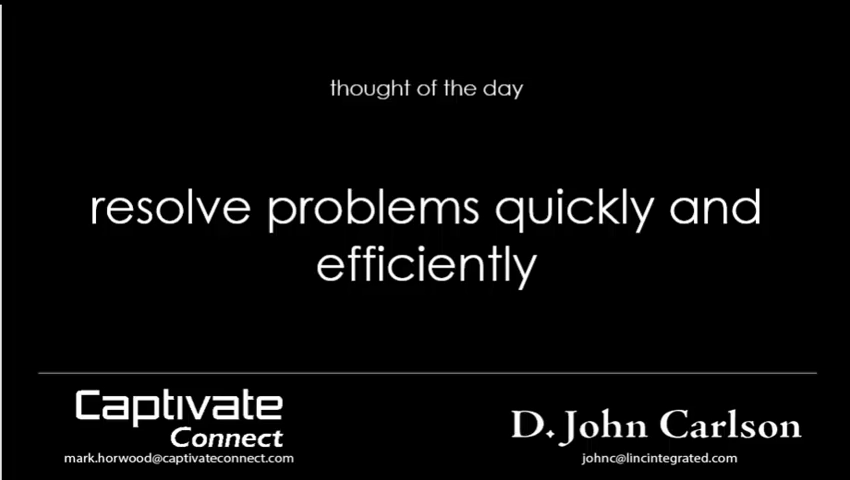 thought of the day
resolve problems quickly and
efficiently
Captivate
Connect
mark.horwood@captivateconnect.com
D. John Carlson
johnc@lincintegrated.com